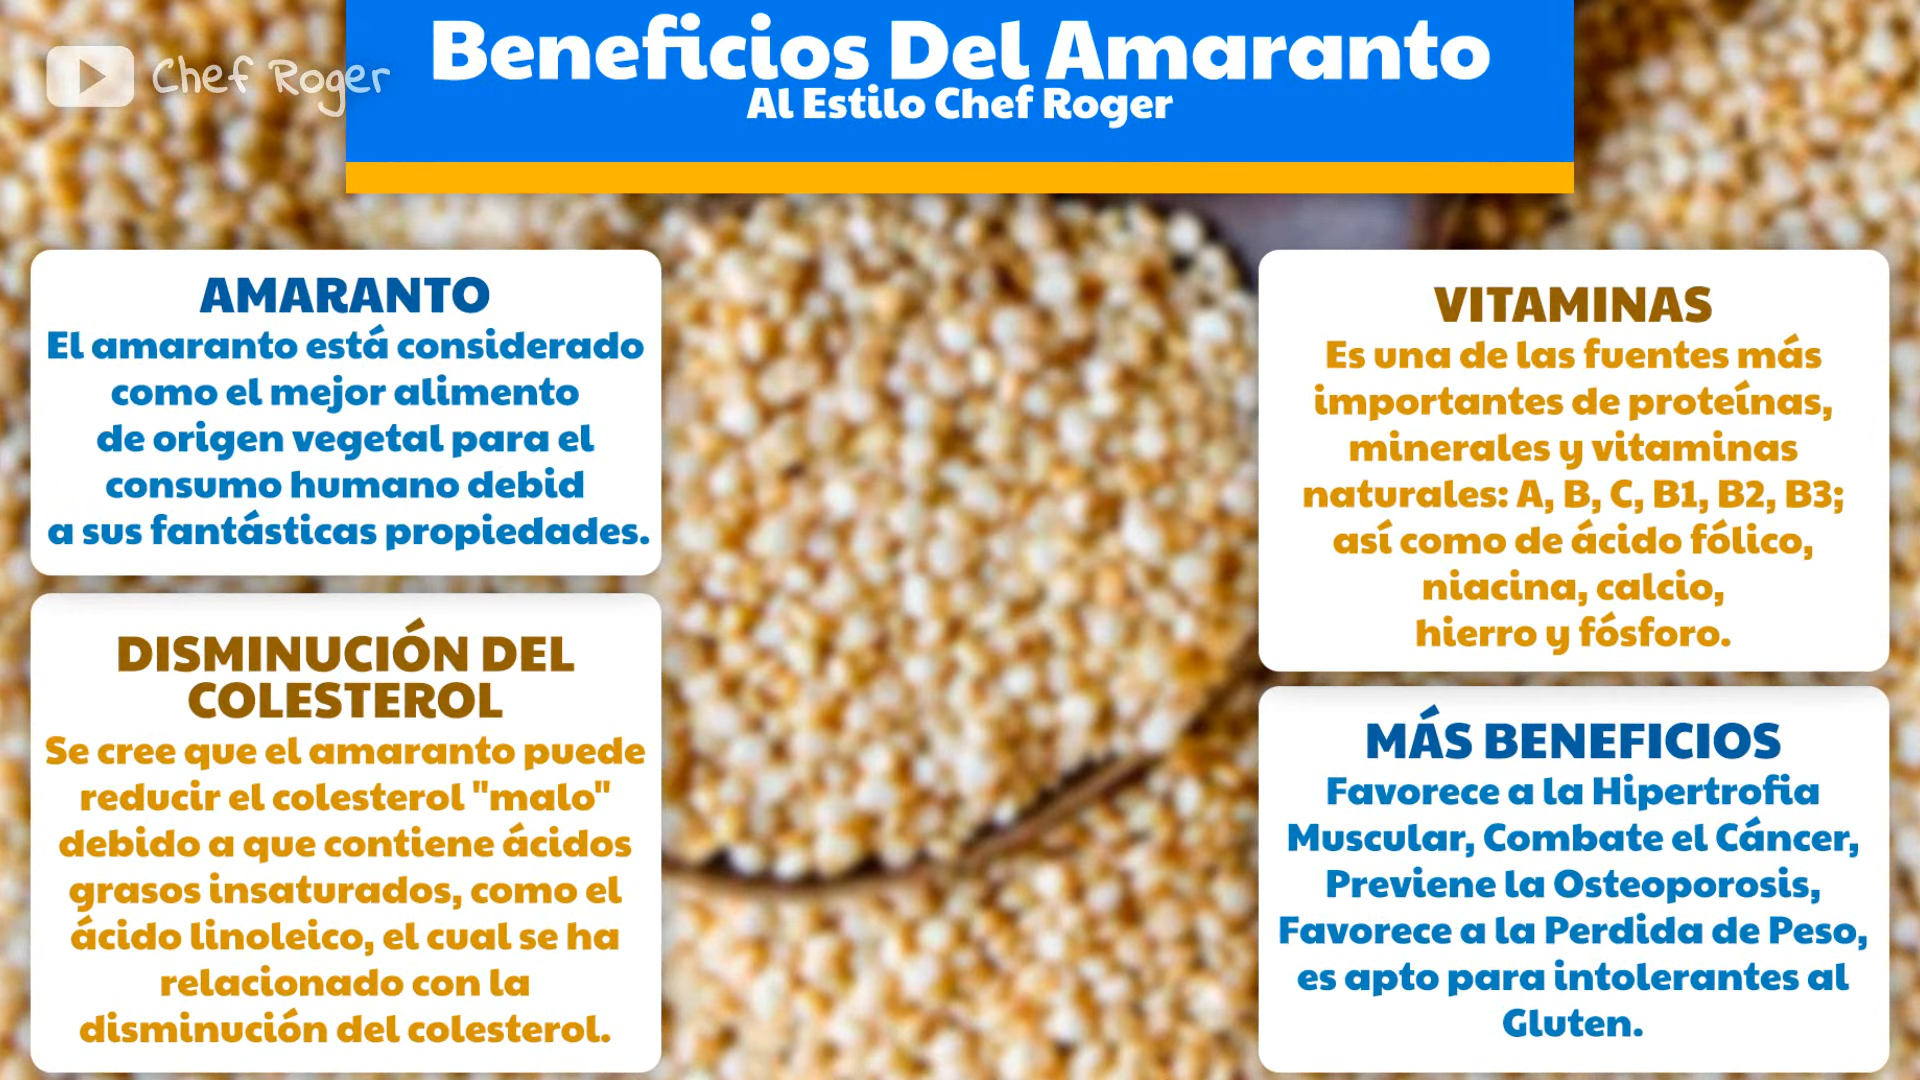 Chef Roger
Beneficios Del Amaranto
Al Estilo Chef Roger
AMARANTO
El amaranto está considerado
como el mejor alimento
de origen vegetal para el
consumo humano debid
a sus fantásticas propiedades.
DISMINUCIÓN DEL
COLESTEROL
Se cree que el amaranto puede
reducir el colesterol "malo"
debido a que contiene ácidos
grasos insaturados, como el
ácido linoleico, el cual se ha
relacionado con la
disminución del colesterol.
VITAMINAS
Es una de las fuentes más
importantes de proteínas,
minerales y vitaminas
naturales: A, B, C, B1, B2, B3;
así como de ácido fólico,
niacina, calcio,
hierro y fósforo.
MÁS BENEFICIOS
Favorece a la Hipertrofia
Muscular, Combate el Cáncer,
Previene la Osteoporosis,
Favorece a la Perdida de Peso,
es apto para intolerantes al
Gluten.